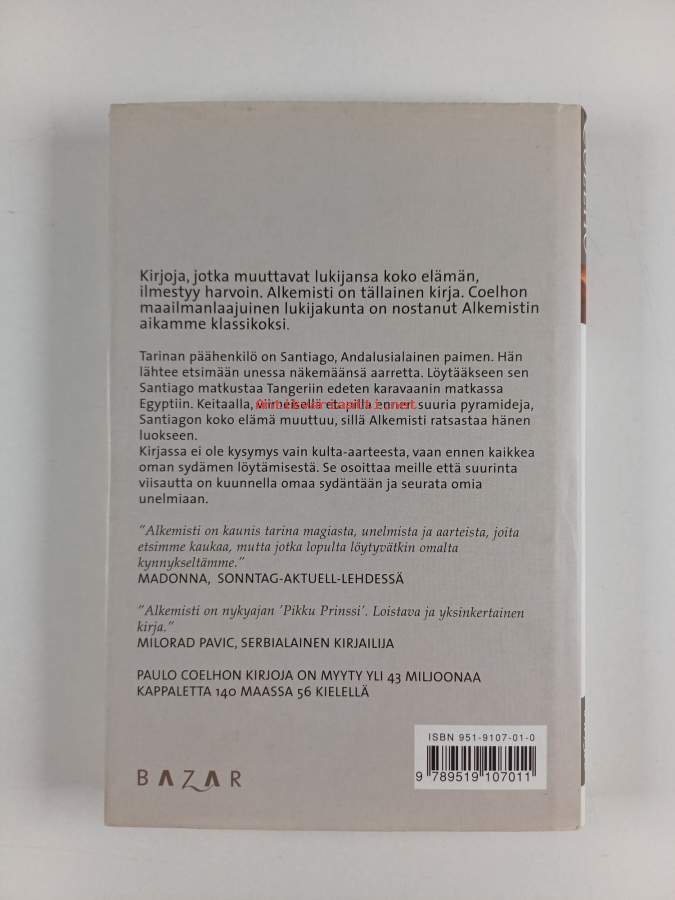 Kirjoja, jotka muuttavat lukijansa koko elämän,
ilmestyy harvoin. Alkemisti on tällainen kirja. Coelhon
maailmanlaajuinen lukijakunta on nostanut Alkemistin
aikamme klassikoksi.
Tarinan päähenkilö on Santiago, Andalusialainen paimen. Hän
lähtee etsimään unessa näkemäänsä aarretta. Löytääkseen sen
Santiago matkustaa Tangeriin edeten karavaanin matkassa
Egyptiin. Keitaalla, viimeisellä etapilla ennen suuria pyramideja,
Antikvariaatti.net
Santiagon koko elämä muuttuu, sillä Alkemisti ratsastaa hänen
luokseen.
Kirjassa ei ole kysymys vain kulta-aarteesta, vaan ennen kaikkea
oman sydämen löytämisestä. Se osoittaa meille että suurinta
viisautta on kuunnella omaa sydäntään ja seurata omia
unelmiaan.
"Alkemisti on kaunis tarina magiasta, unelmista ja aarteista, joita
etsimme kaukaa, mutta jotka lopulta löytyvätkin omalta
kynnykseltämme."
MADONNA, SONNTAG-AKTUELL-LEHDESSÄ
"Alkemisti on nykyajan 'Pikku Prinssi'. Loistava ja yksinkertainen
kirja."
MILORAD PAVIC, SERBIALAINEN KIRJAILIJA
PAULO COELHON KIRJOJA ON MYYTY YLI 43 MILJOONAA
KAPPALETTA 140 MAASSA 56 KIELELLÄ
ISBN 951-9107-01-0
9 789519 107011
BAZAR